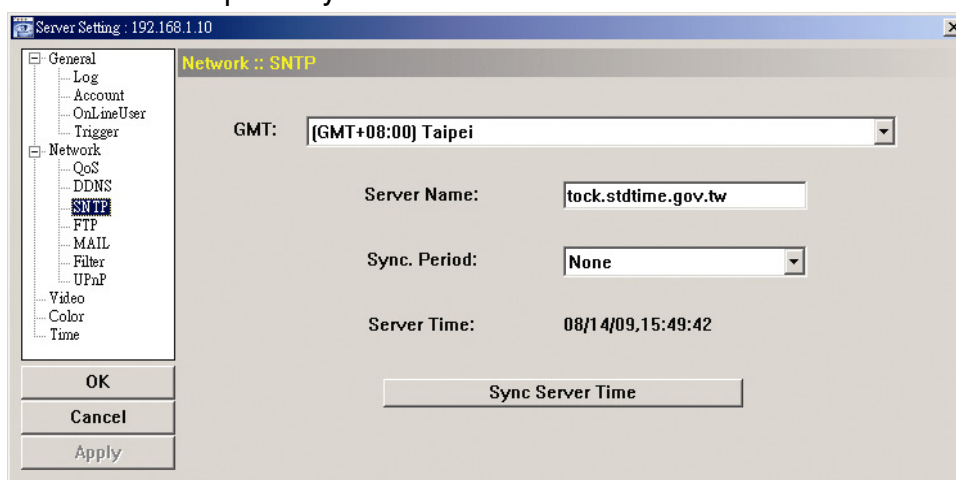 Server Setting : 192.168.1.10
General
Log
Account
OnLineUser
Trigger
Network
QoS
DDNS
SNTP
FTP
MAIL
Filter
UPnP
Video
Color
Time
OK
Cancel
Apply
Network :: SNTP
GMT: (GMT+08:00) Taipei
Server Name: tock.stdtime.gov.tw
Sync. Period: None
Server Time: 08/14/09,15:49:42
Sync Server Time